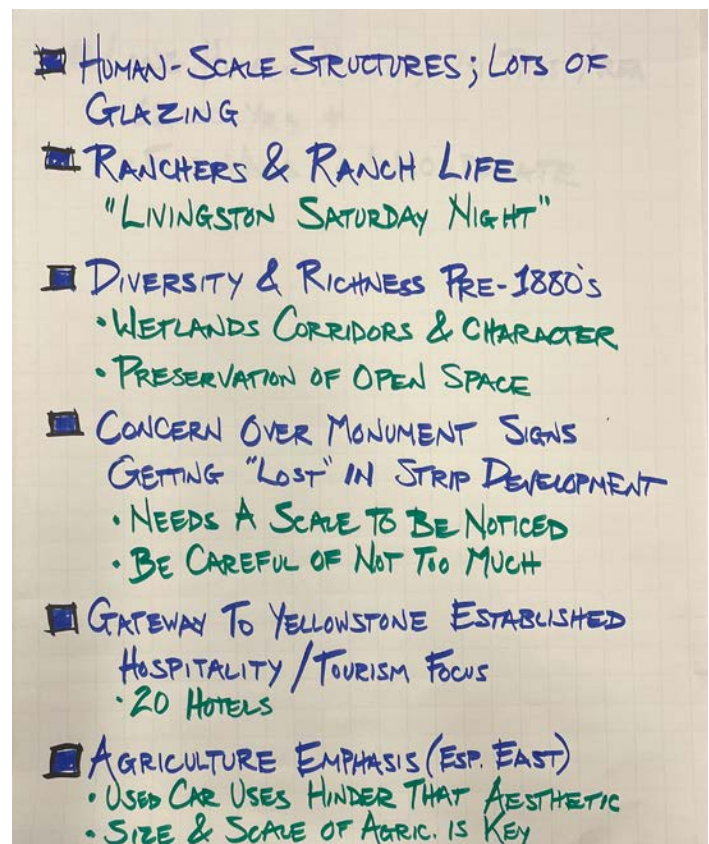 HUMAN-SCALE STRUCTURES; LOTS OF
GLAZING
RANCHERS & RANCH LIFE
"LIVINGSTON SATURDAY NIGHT"
DIVERSITY & RICHNESS PRE-1880's
• WETLANDS CORRIDORS & CHARACTER
• PRESERVATION OF OPEN SPACE
CONCERN OVER MONUMENT SIGNS
GETTING "LOST" IN STRIP DEVELOPMENT
• NEEDS A SCALE TO BE NOTICED
• BE CAREFUL OF NOT TOO MUCH
GATEWAY TO YELLOWSTONE ESTABLISHED
HOSPITALITY/TOURISM FOCUS
• 20 HOTELS
AGRICULTURE EMPHASIS (ESP. EAST)
• USED CAR USES HINDER THAT AESTHETIC
• SIZE & SCALE OF AGRIC. IS KEY